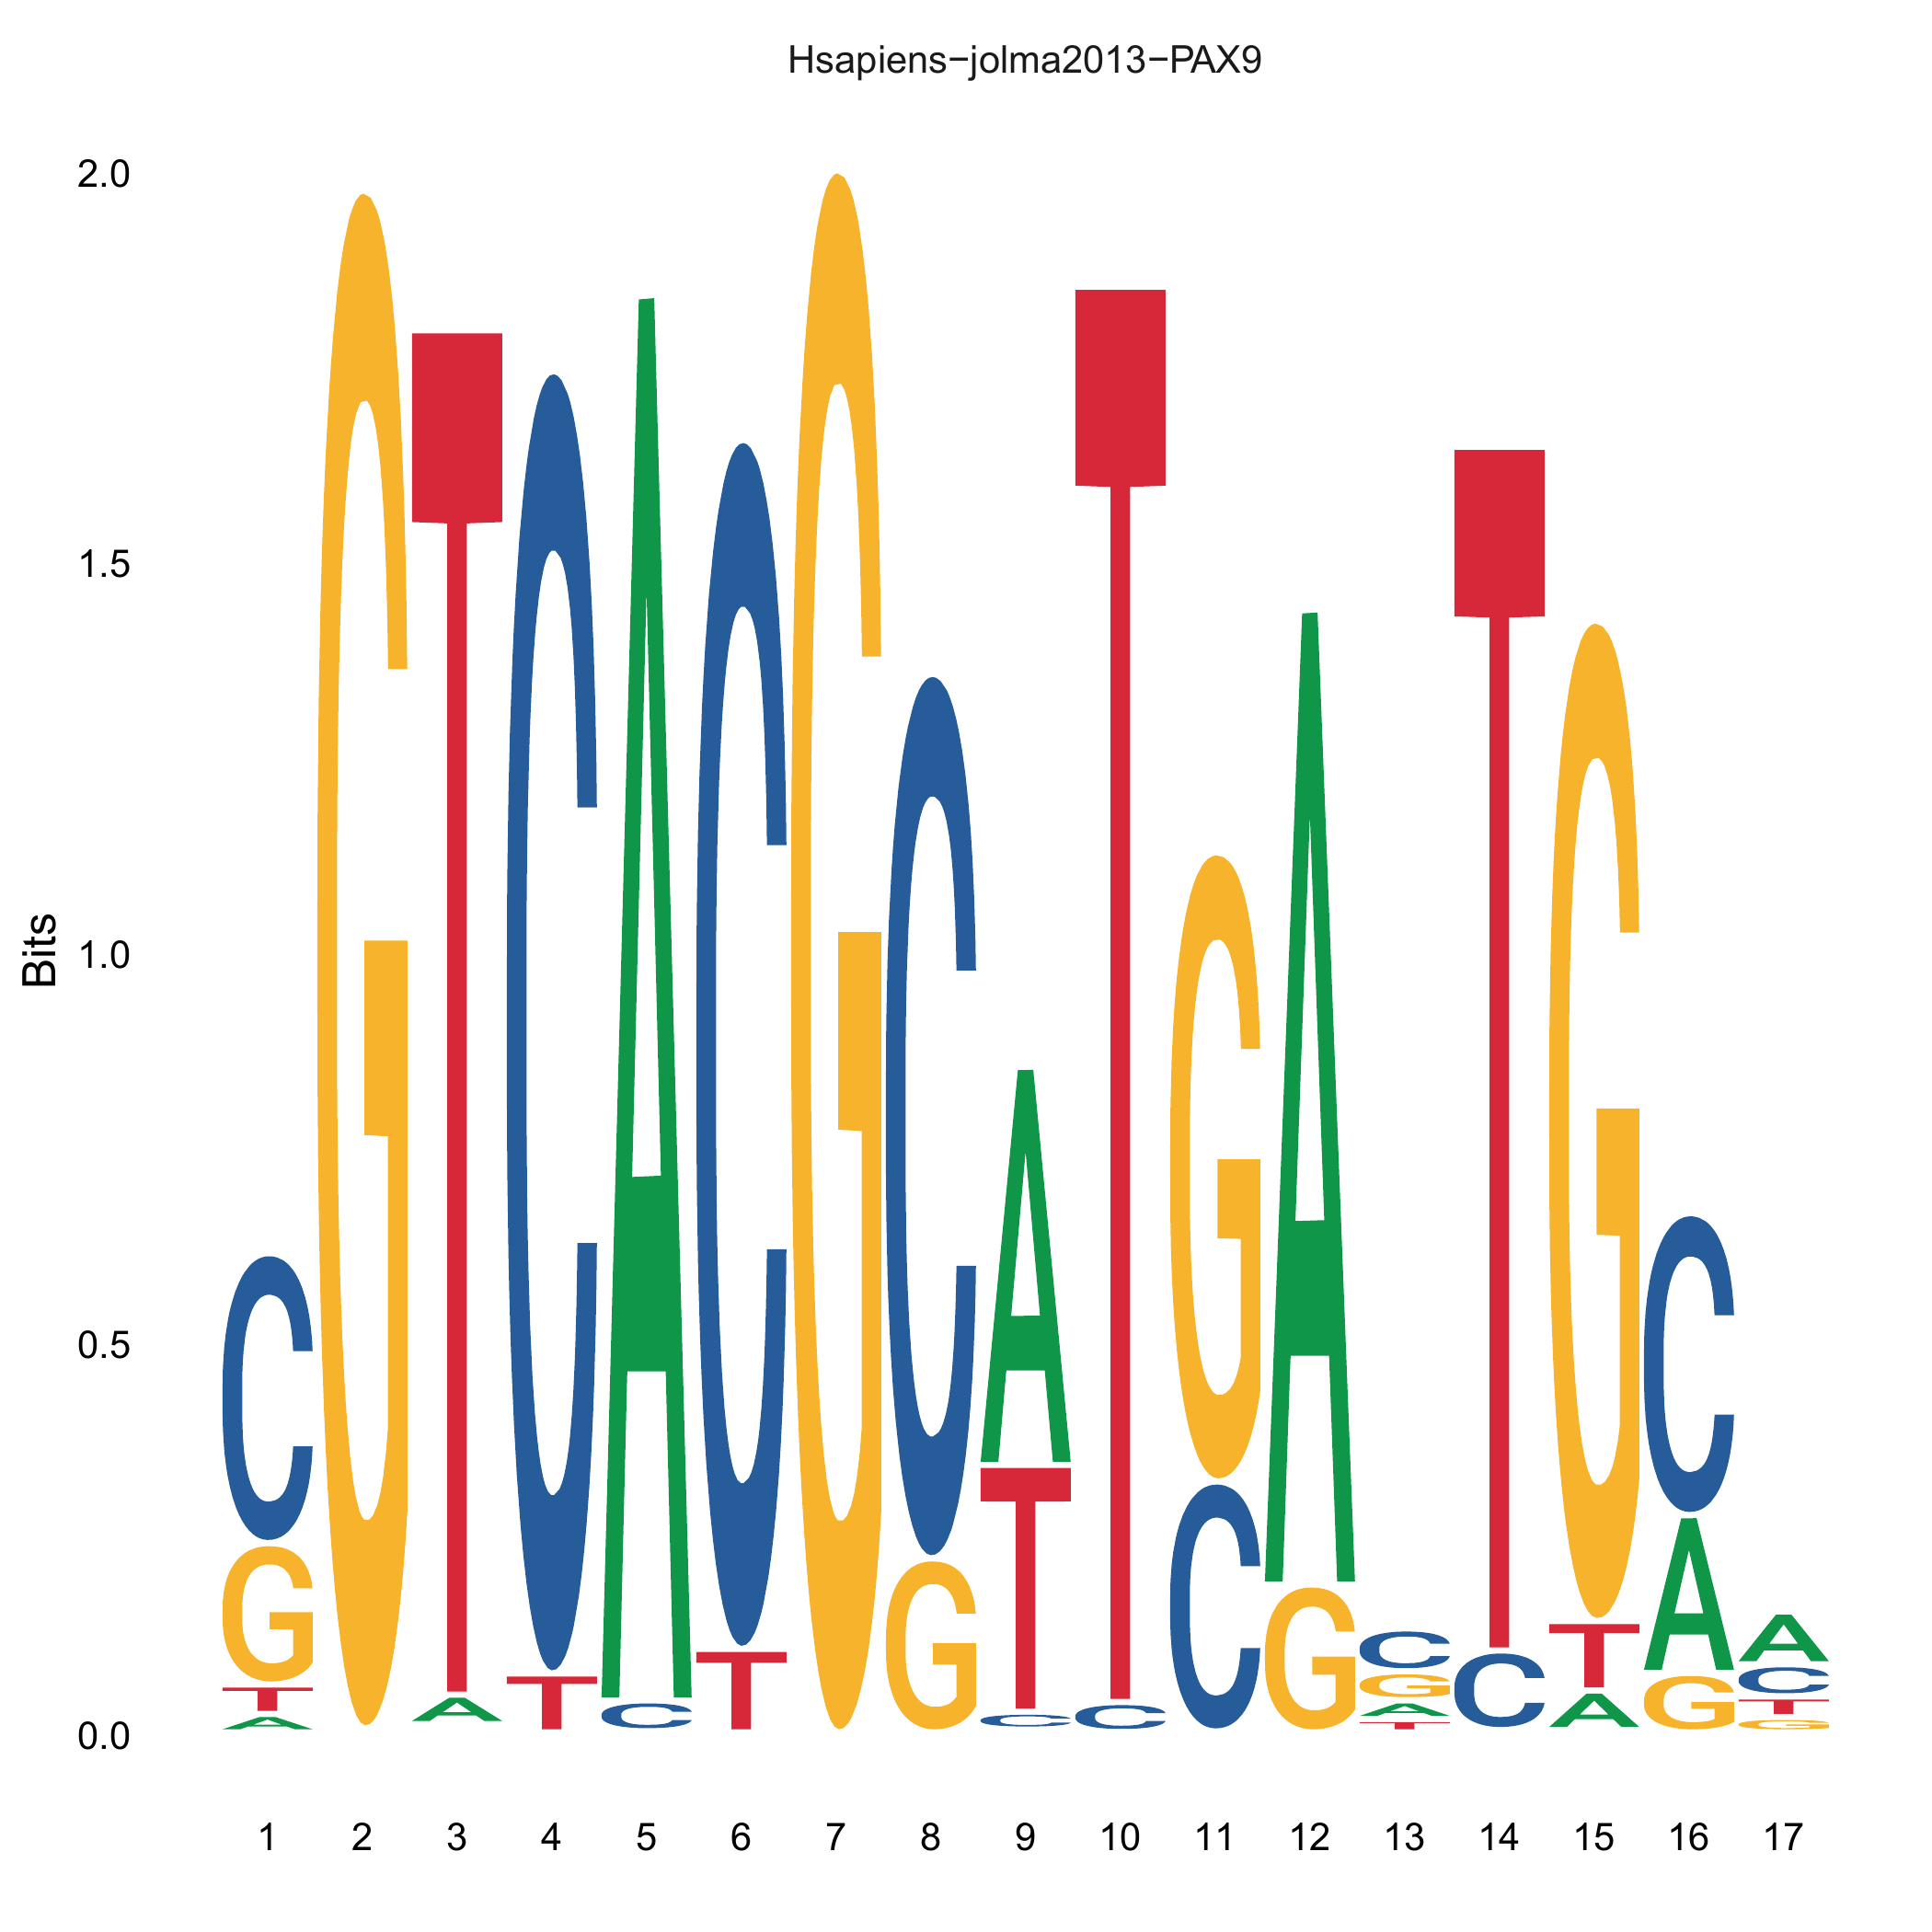 Hsapiens−jolma2013−PAX9
2.0
1.5
1.0
0.5
0.0
Bits
C G T C A C G C A T G A C T G C A
G A T C T G T C C G G C T A C
T C A A G T
A T A G
1 2 3 4 5 6 7 8 9 10 11 12 13 14 15 16 17